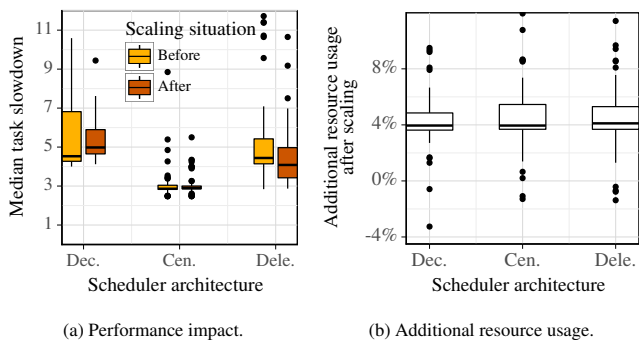 Median task slowdown
11
9
7
5
3
1
Scaling situation
Before
After
Dec.
Cen.
Dele.
Scheduler architecture
(a) Performance impact.
Additional resource usage
after scaling
8%
4%
0%
-4%
Dec.
Cen.
Dele.
Scheduler architecture
(b) Additional resource usage.